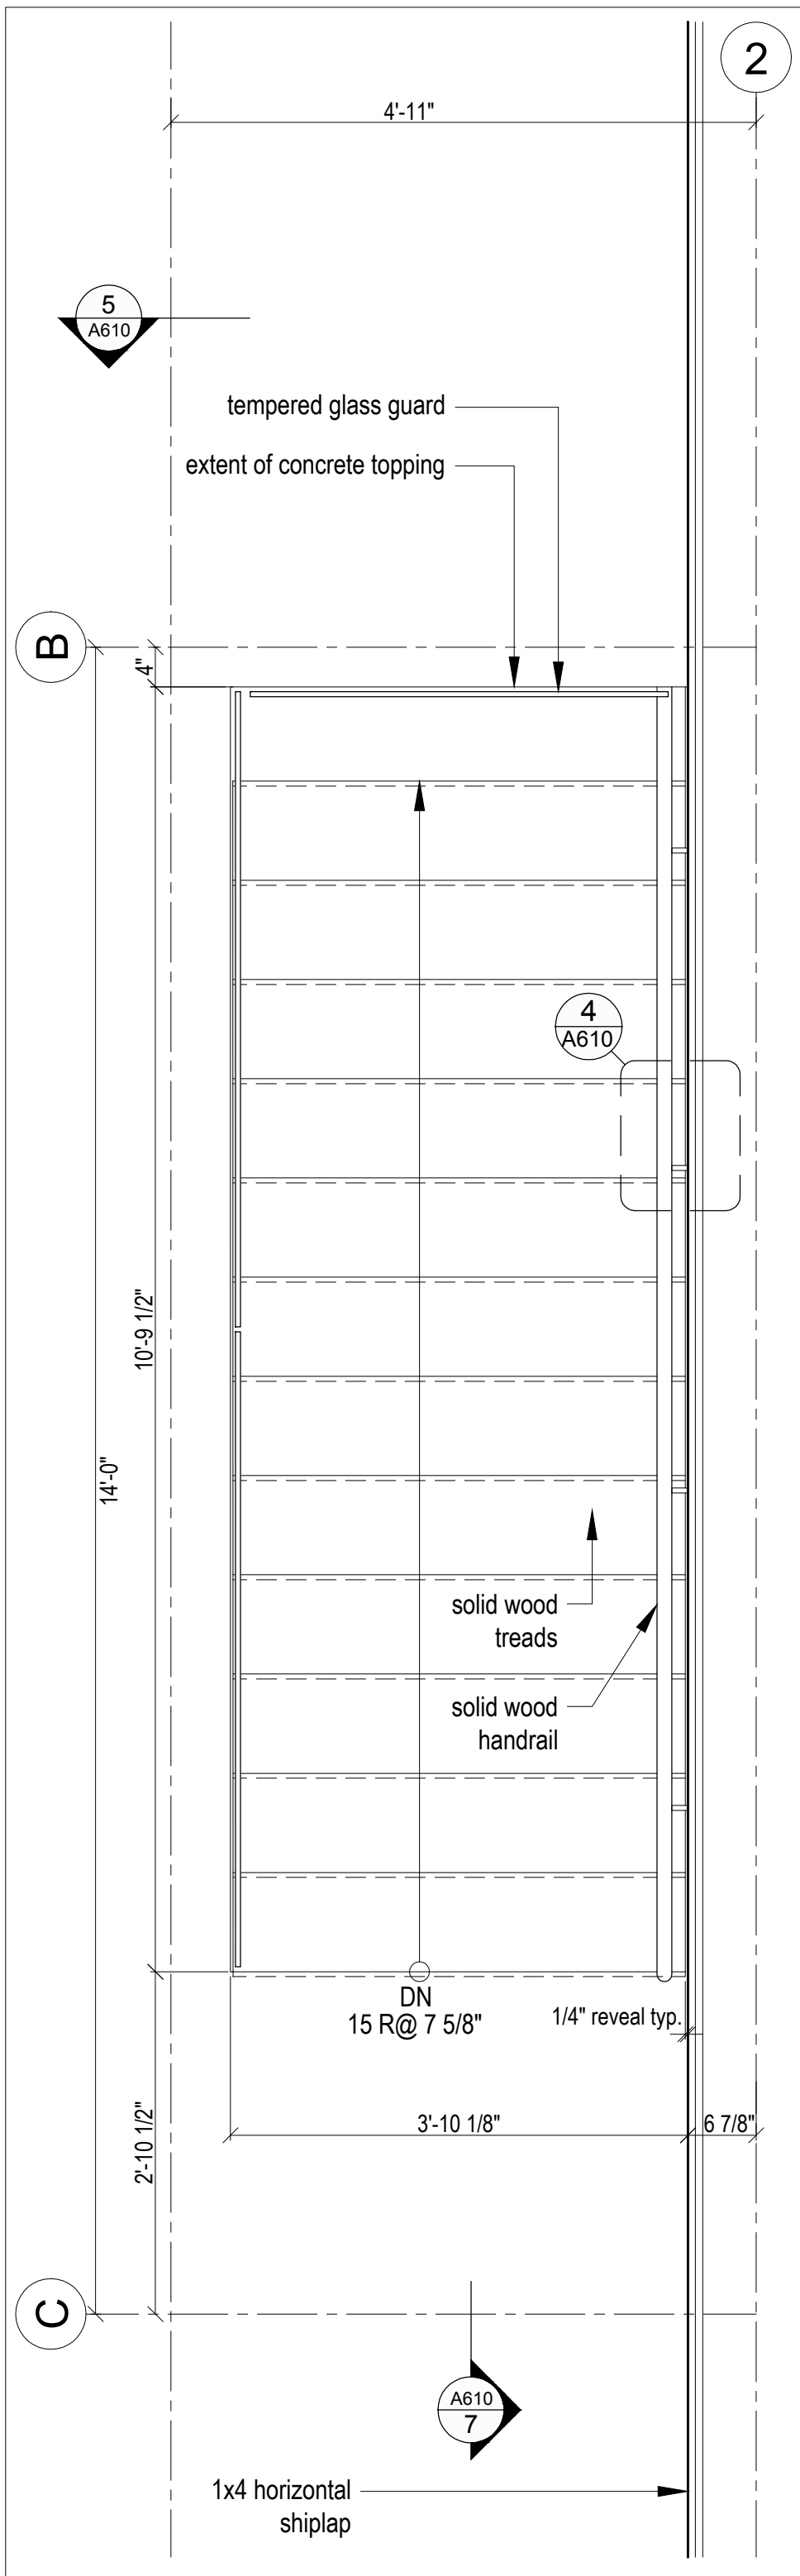 2
4'-11"
5
A610
tempered glass guard
extent of concrete topping
B
4"
4
A610
10'-9 1/2"
14'-0"
solid wood
treads
solid wood
handrail
DN
15 R@ 7 5/8"
1/4" reveal typ.
3'-10 1/8"
6 7/8"
2'-10 1/2"
C
A610
7
1x4 horizontal
shiplap